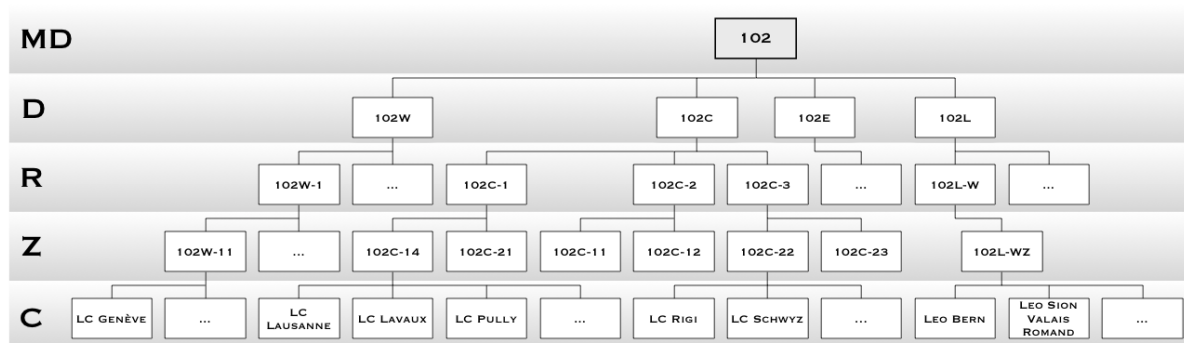 MD
102
D
102W
102C
102E
102L
R
102W-1
...
102C-1
102C-2
102C-3
...
102L-W
...
Z
102W-11
...
102C-14
102C-21
102C-11
102C-12
102C-22
102C-23
102L-WZ
C
LC Genève
...
LC
Lausanne
LC Lavaux
LC Pully
...
LC Rigi
LC Schwyz
...
Leo Bern
Leo Sion
Valais
Romand
...